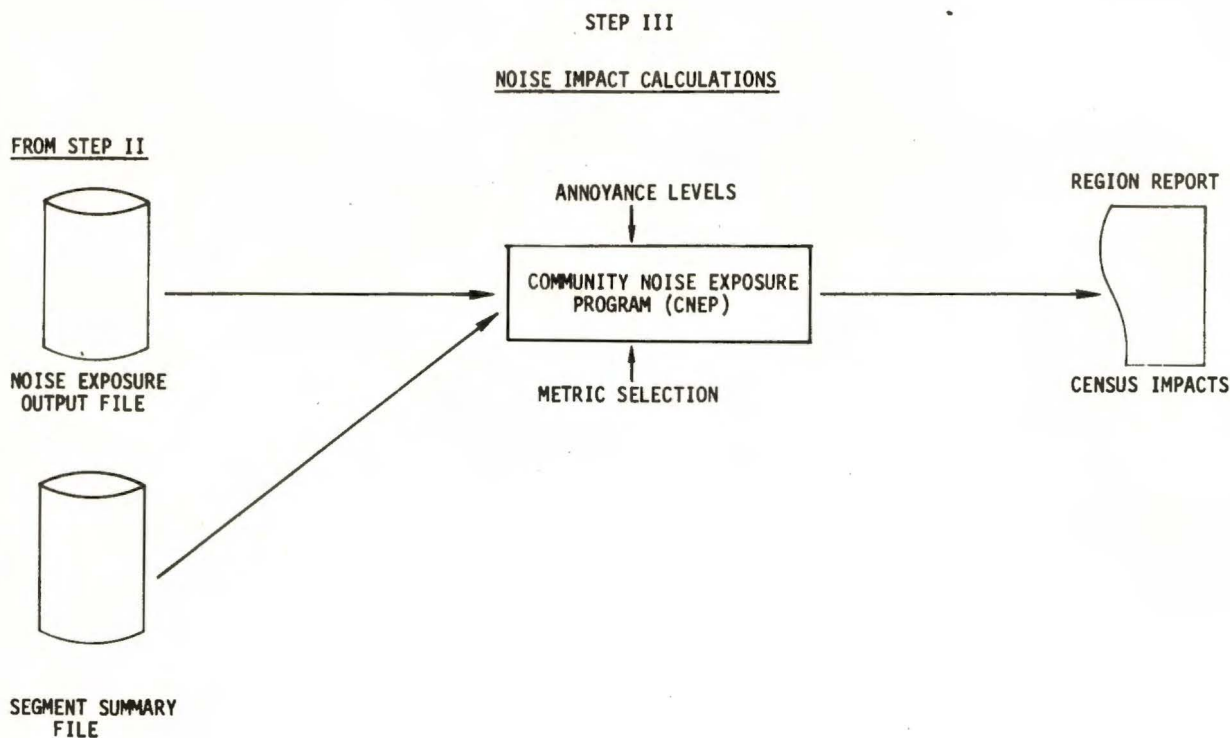 STEP III
NOISE IMPACT CALCULATIONS
FROM STEP II
NOISE EXPOSURE
OUTPUT FILE
SEGMENT SUMMARY
FILE
ANNOYANCE LEVELS
COMMUNITY NOISE EXPOSURE
PROGRAM (CNEP)
METRIC SELECTION
REGION REPORT
CENSUS IMPACTS